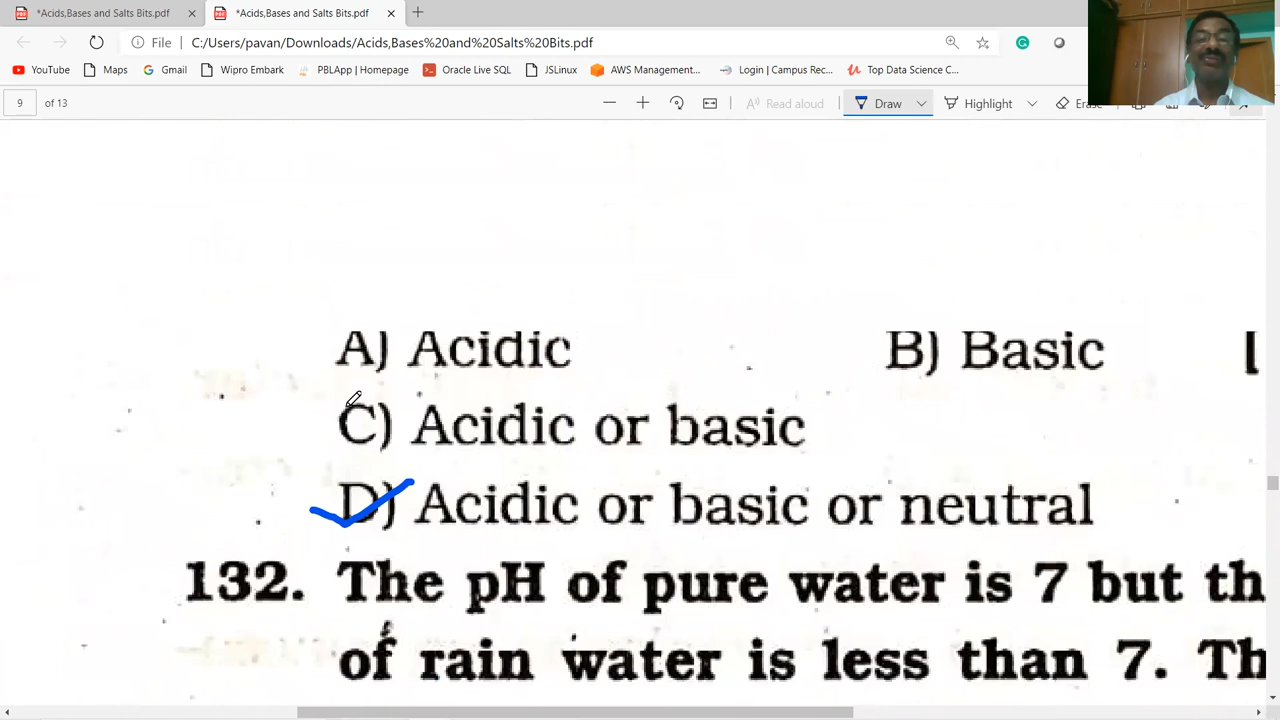 *Acids,Bases and Salts Bits.pdf
*Acids,Bases and Salts Bits.pdf
File C:/Users/pavan/Downloads/Acids,Bases%20and%20Salts%20Bits.pdf
YouTube Maps Gmail Wipro Embark PBLApp | Homepage Oracle Live SQL JSLinux AWS Management... Login | Campus Rec... Top Data Science C...
9 of 13 Read aloud Draw Highlight Erase
A) Acidic B) Basic [
C) Acidic or basic
D) Acidic or basic or neutral
132. The pH of pure water is 7 but th
of rain water is less than 7. Th